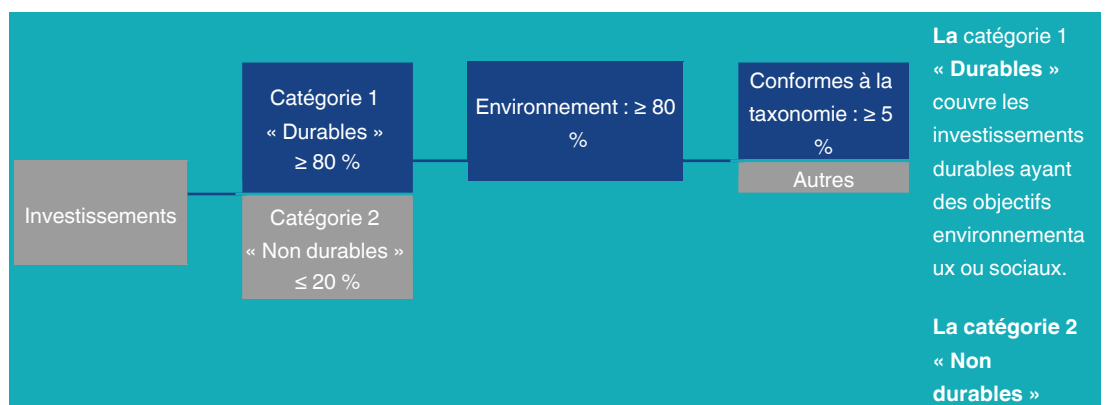 Investissements
Catégorie 1
« Durables »
≥ 80 %
Catégorie 2
« Non durables »
≤ 20 %
Environnement : ≥ 80
%
Conformes à la
taxonomie : ≥ 5
%
Autres
La catégorie 1
« Durables »
couvre les
investissements
durables ayant
des objectifs
environnementa
ux ou sociaux.
La catégorie 2
« Non
durables »